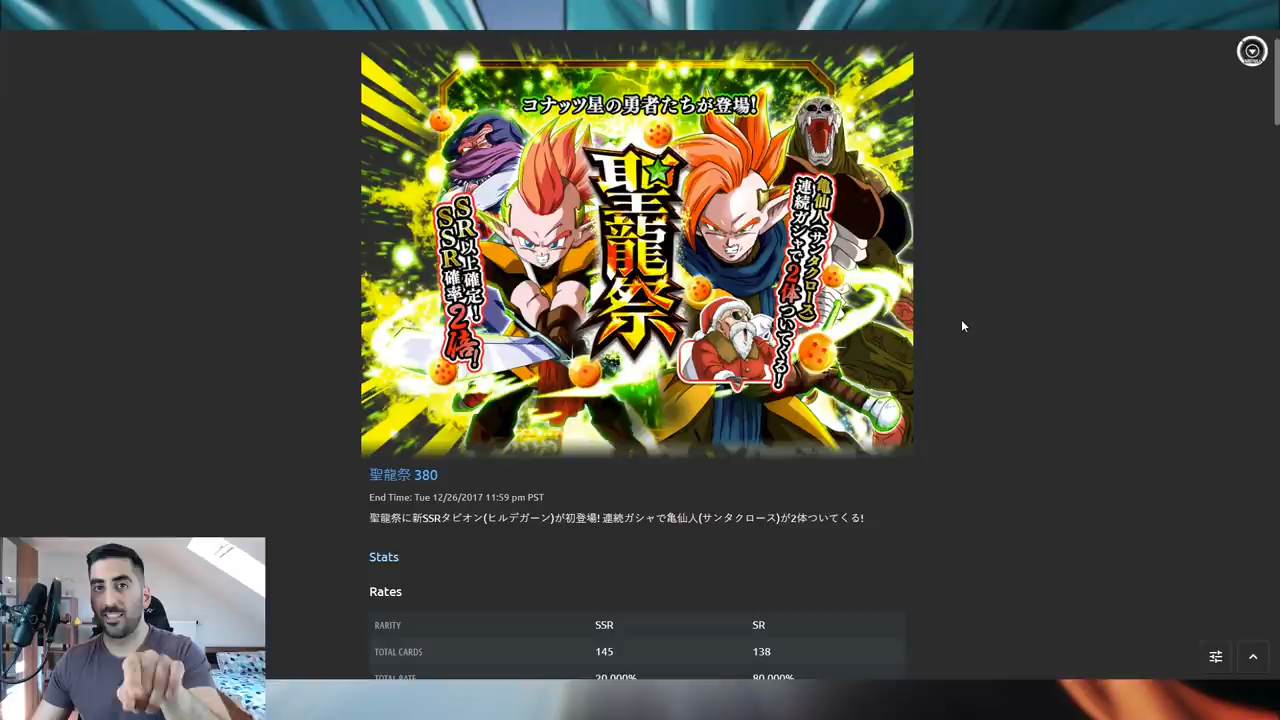 コナッツ星の勇者たちが登場!
聖龍祭
SR以上確定!
SSR確率2倍!
亀仙人(サンタクロース)
連続ガシャで2体ついてくる!
聖龍祭 380
End Time: Tue 12/26/2017 11:59 pm PST
聖龍祭に新SSRタピオン(ヒルデガーン)が初登場! 連続ガシャで亀仙人(サンタクロース)が2体ついてくる!
Stats
Rates
RARITY SSR SR
TOTAL CARDS 145 138
TOTAL RATE 20.000% 80.000%